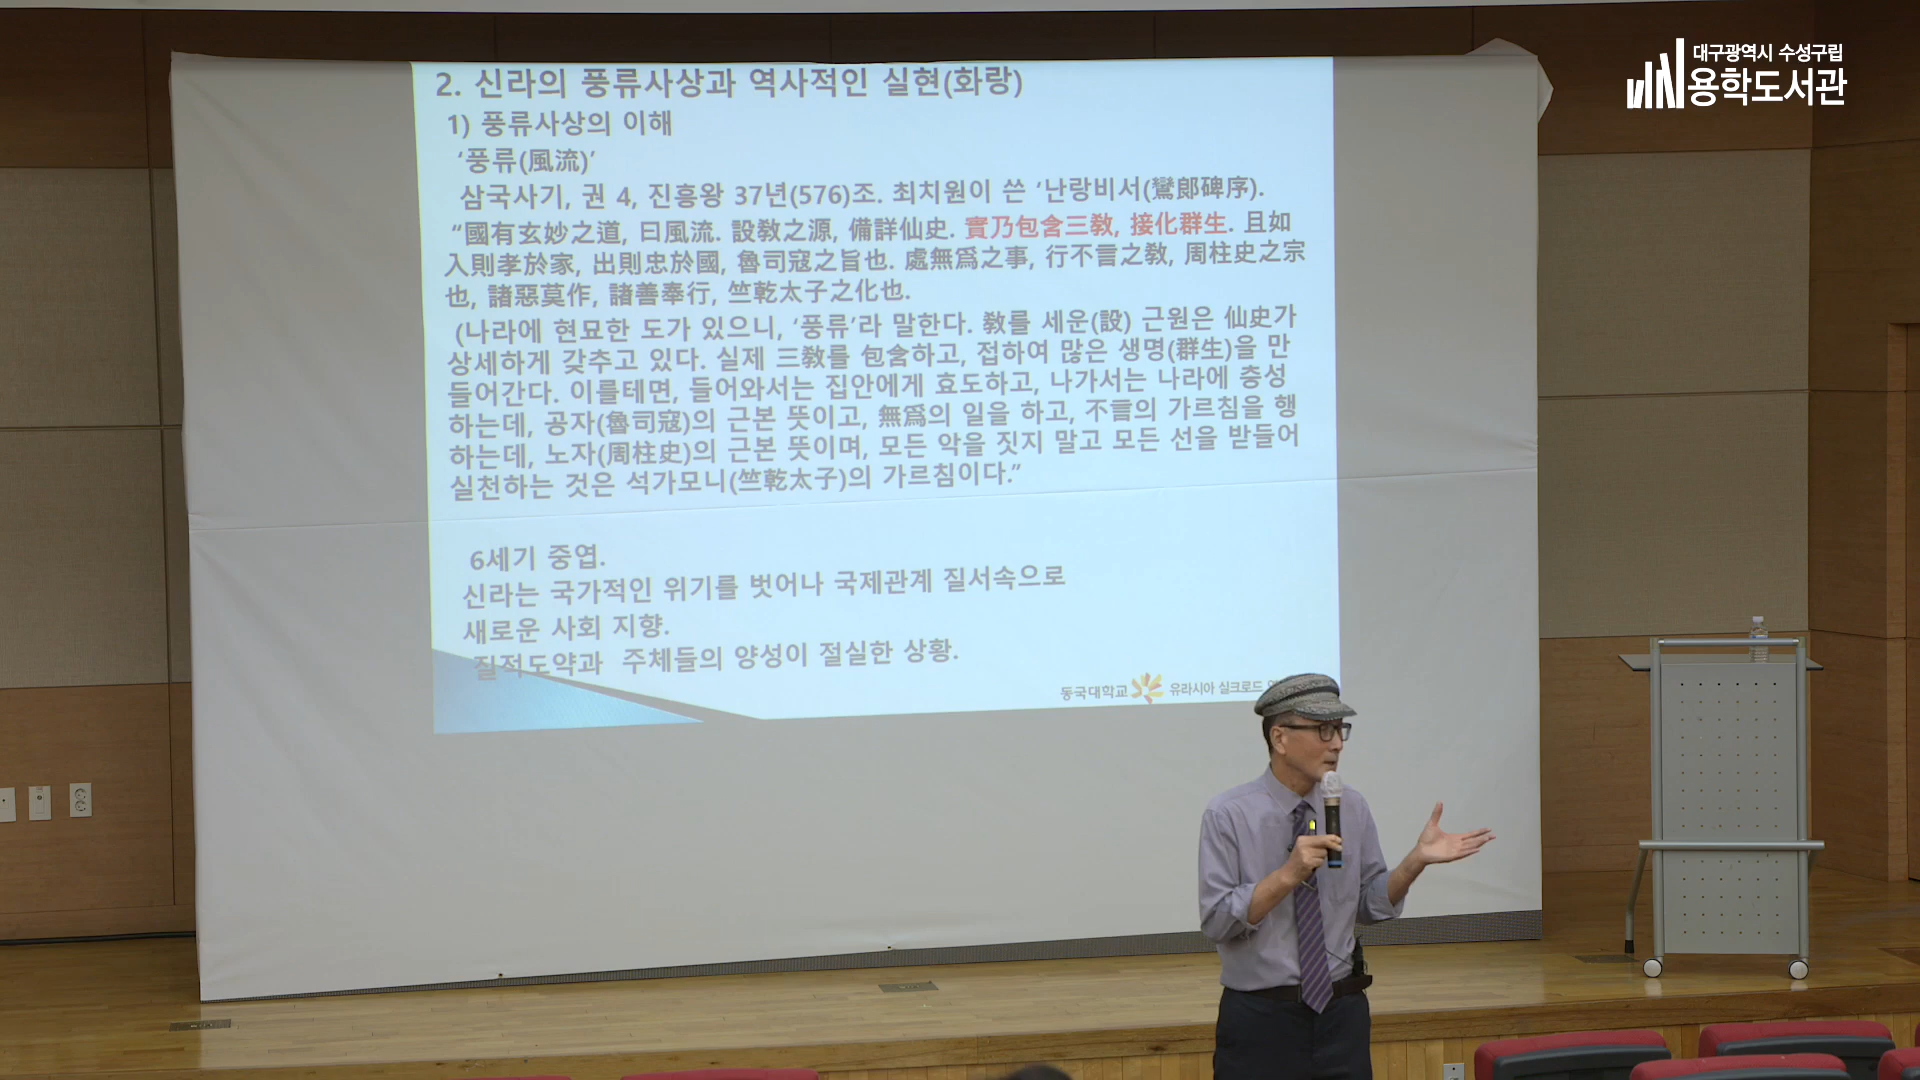 대구광역시 수성구립
용학도서관
2. 신라의 풍류사상과 역사적인 실현(화랑)
1) 풍류사상의 이해
‘풍류(風流)’
삼국사기, 권 4, 진흥왕 37년(576)조. 최치원이 쓴 ‘난랑비서(鸞郞碑序).
“國有玄妙之道, 曰風流. 設敎之源, 備詳仙史. 實乃包含三敎, 接化群生. 且如
入則孝於家, 出則忠於國, 魯司寇之旨也. 處無爲之事, 行不言之敎, 周柱史之宗
也, 諸惡莫作, 諸善奉行, 竺乾太子之化也.
(나라에 현묘한 도가 있으니, ‘풍류’라 말한다. 敎를 세운(設) 근원은 仙史가
상세하게 갖추고 있다. 실제 三敎를 包含하고, 접하여 많은 생명(群生)을 만
들어간다. 이를테면, 들어와서는 집안에게 효도하고, 나가서는 나라에 충성
하는데, 공자(魯司寇)의 근본 뜻이고, 無爲의 일을 하고, 不言의 가르침을 행
하는데, 노자(周柱史)의 근본 뜻이며, 모든 악을 짓지 말고 모든 선을 받들어
실천하는 것은 석가모니(竺乾太子)의 가르침이다.”
6세기 중엽.
신라는 국가적인 위기를 벗어나 국제관계 질서속으로
새로운 사회 지향.
질적도약과 주체들의 양성이 절실한 상황.
동국대학교 유라시아 실크로드